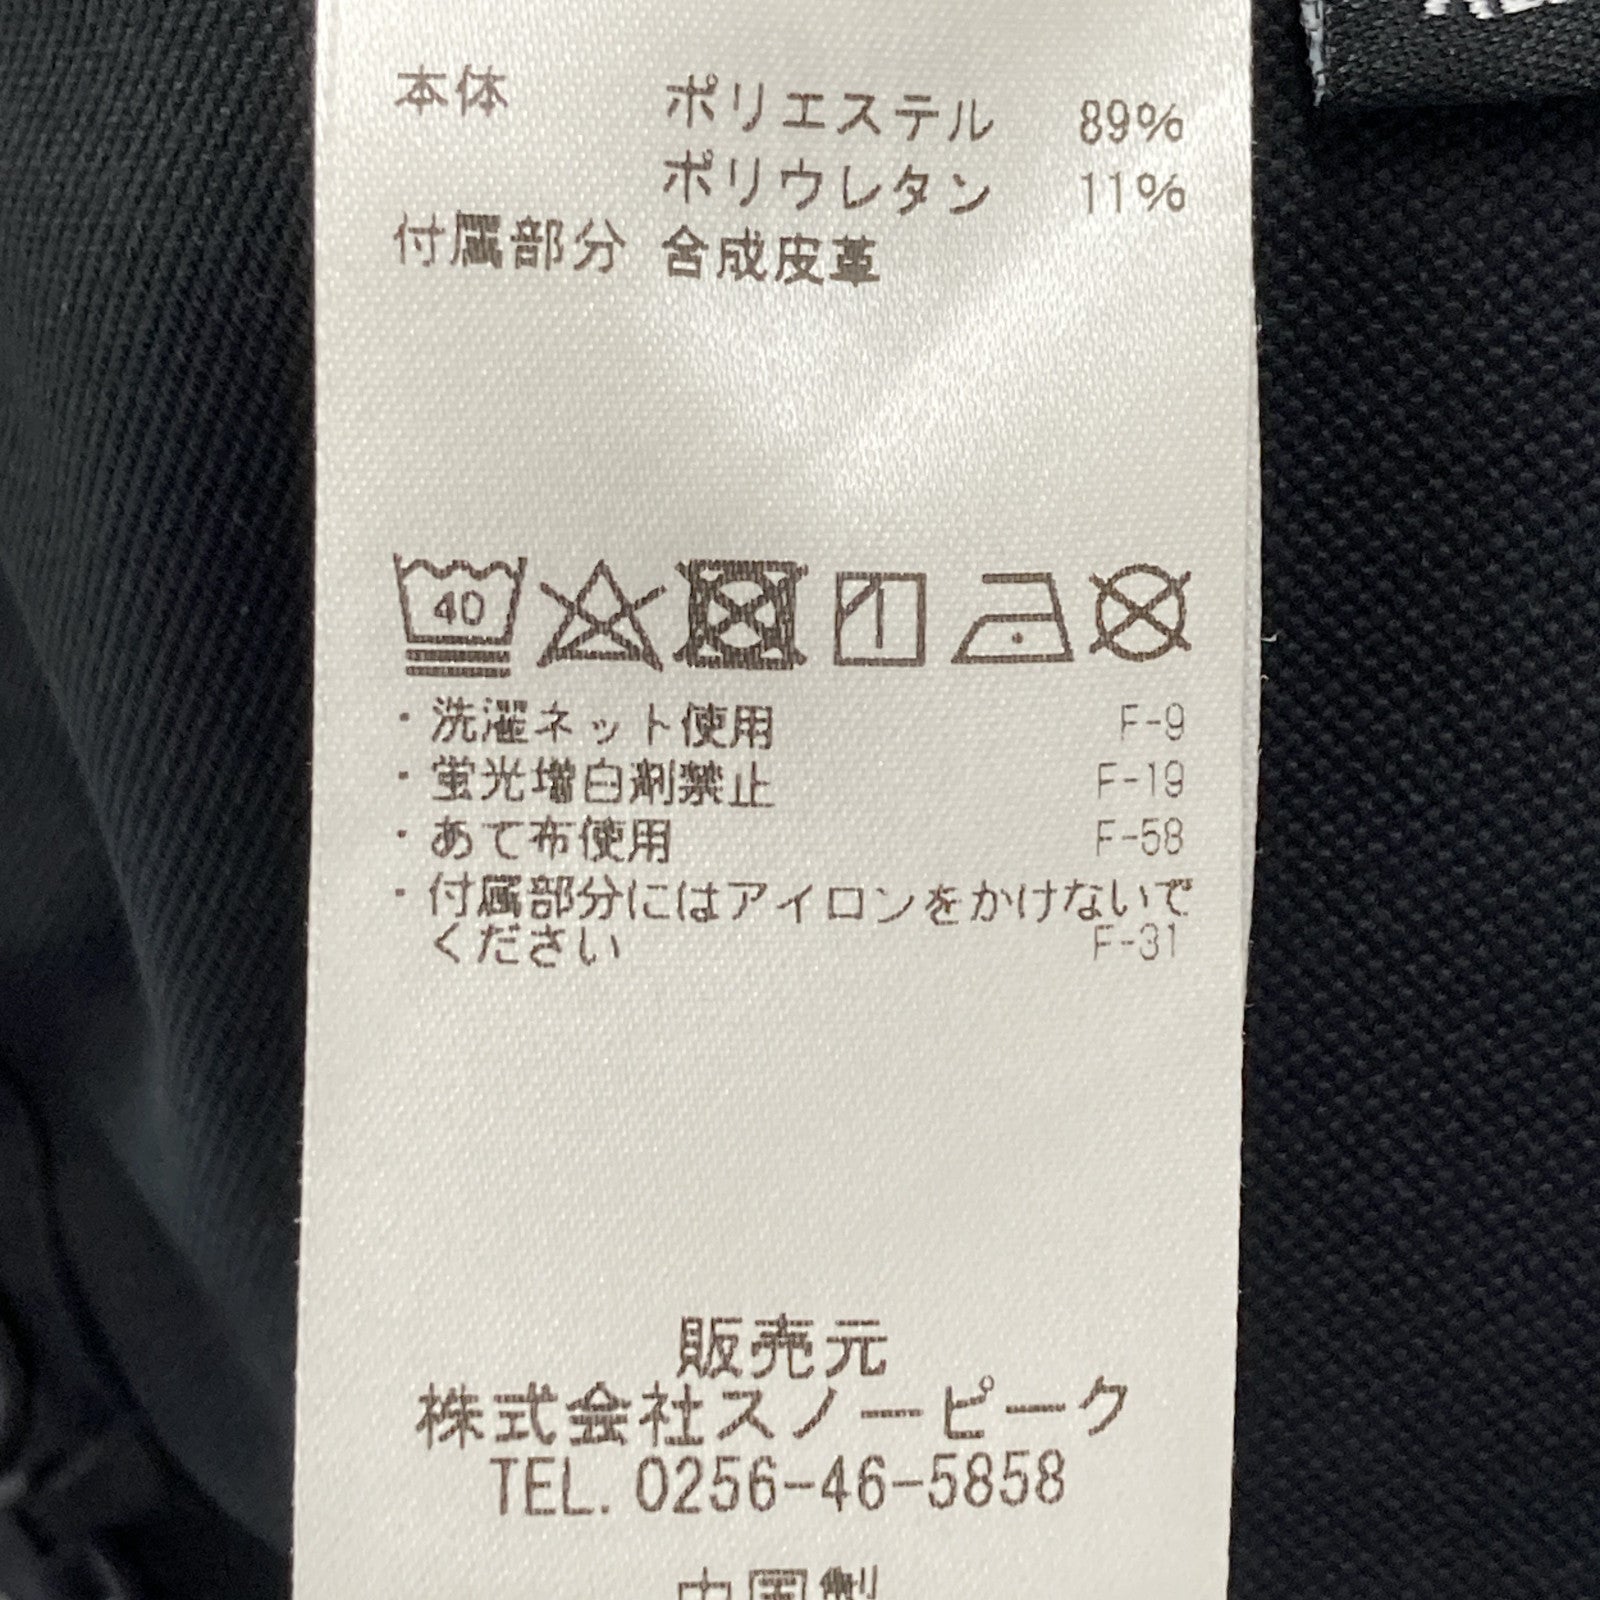 本体 ポリエステル 89%
ポリウレタン 11%
付属部分 合成皮革
40
・洗濯ネット使用 F-9
・蛍光増白剤禁止 F-19
・あて布使用 F-58
・付属部分にはアイロンをかけないで
ください F-31
販売元
株式会社スノーピーク
TEL. 0256-46-5858
中国製